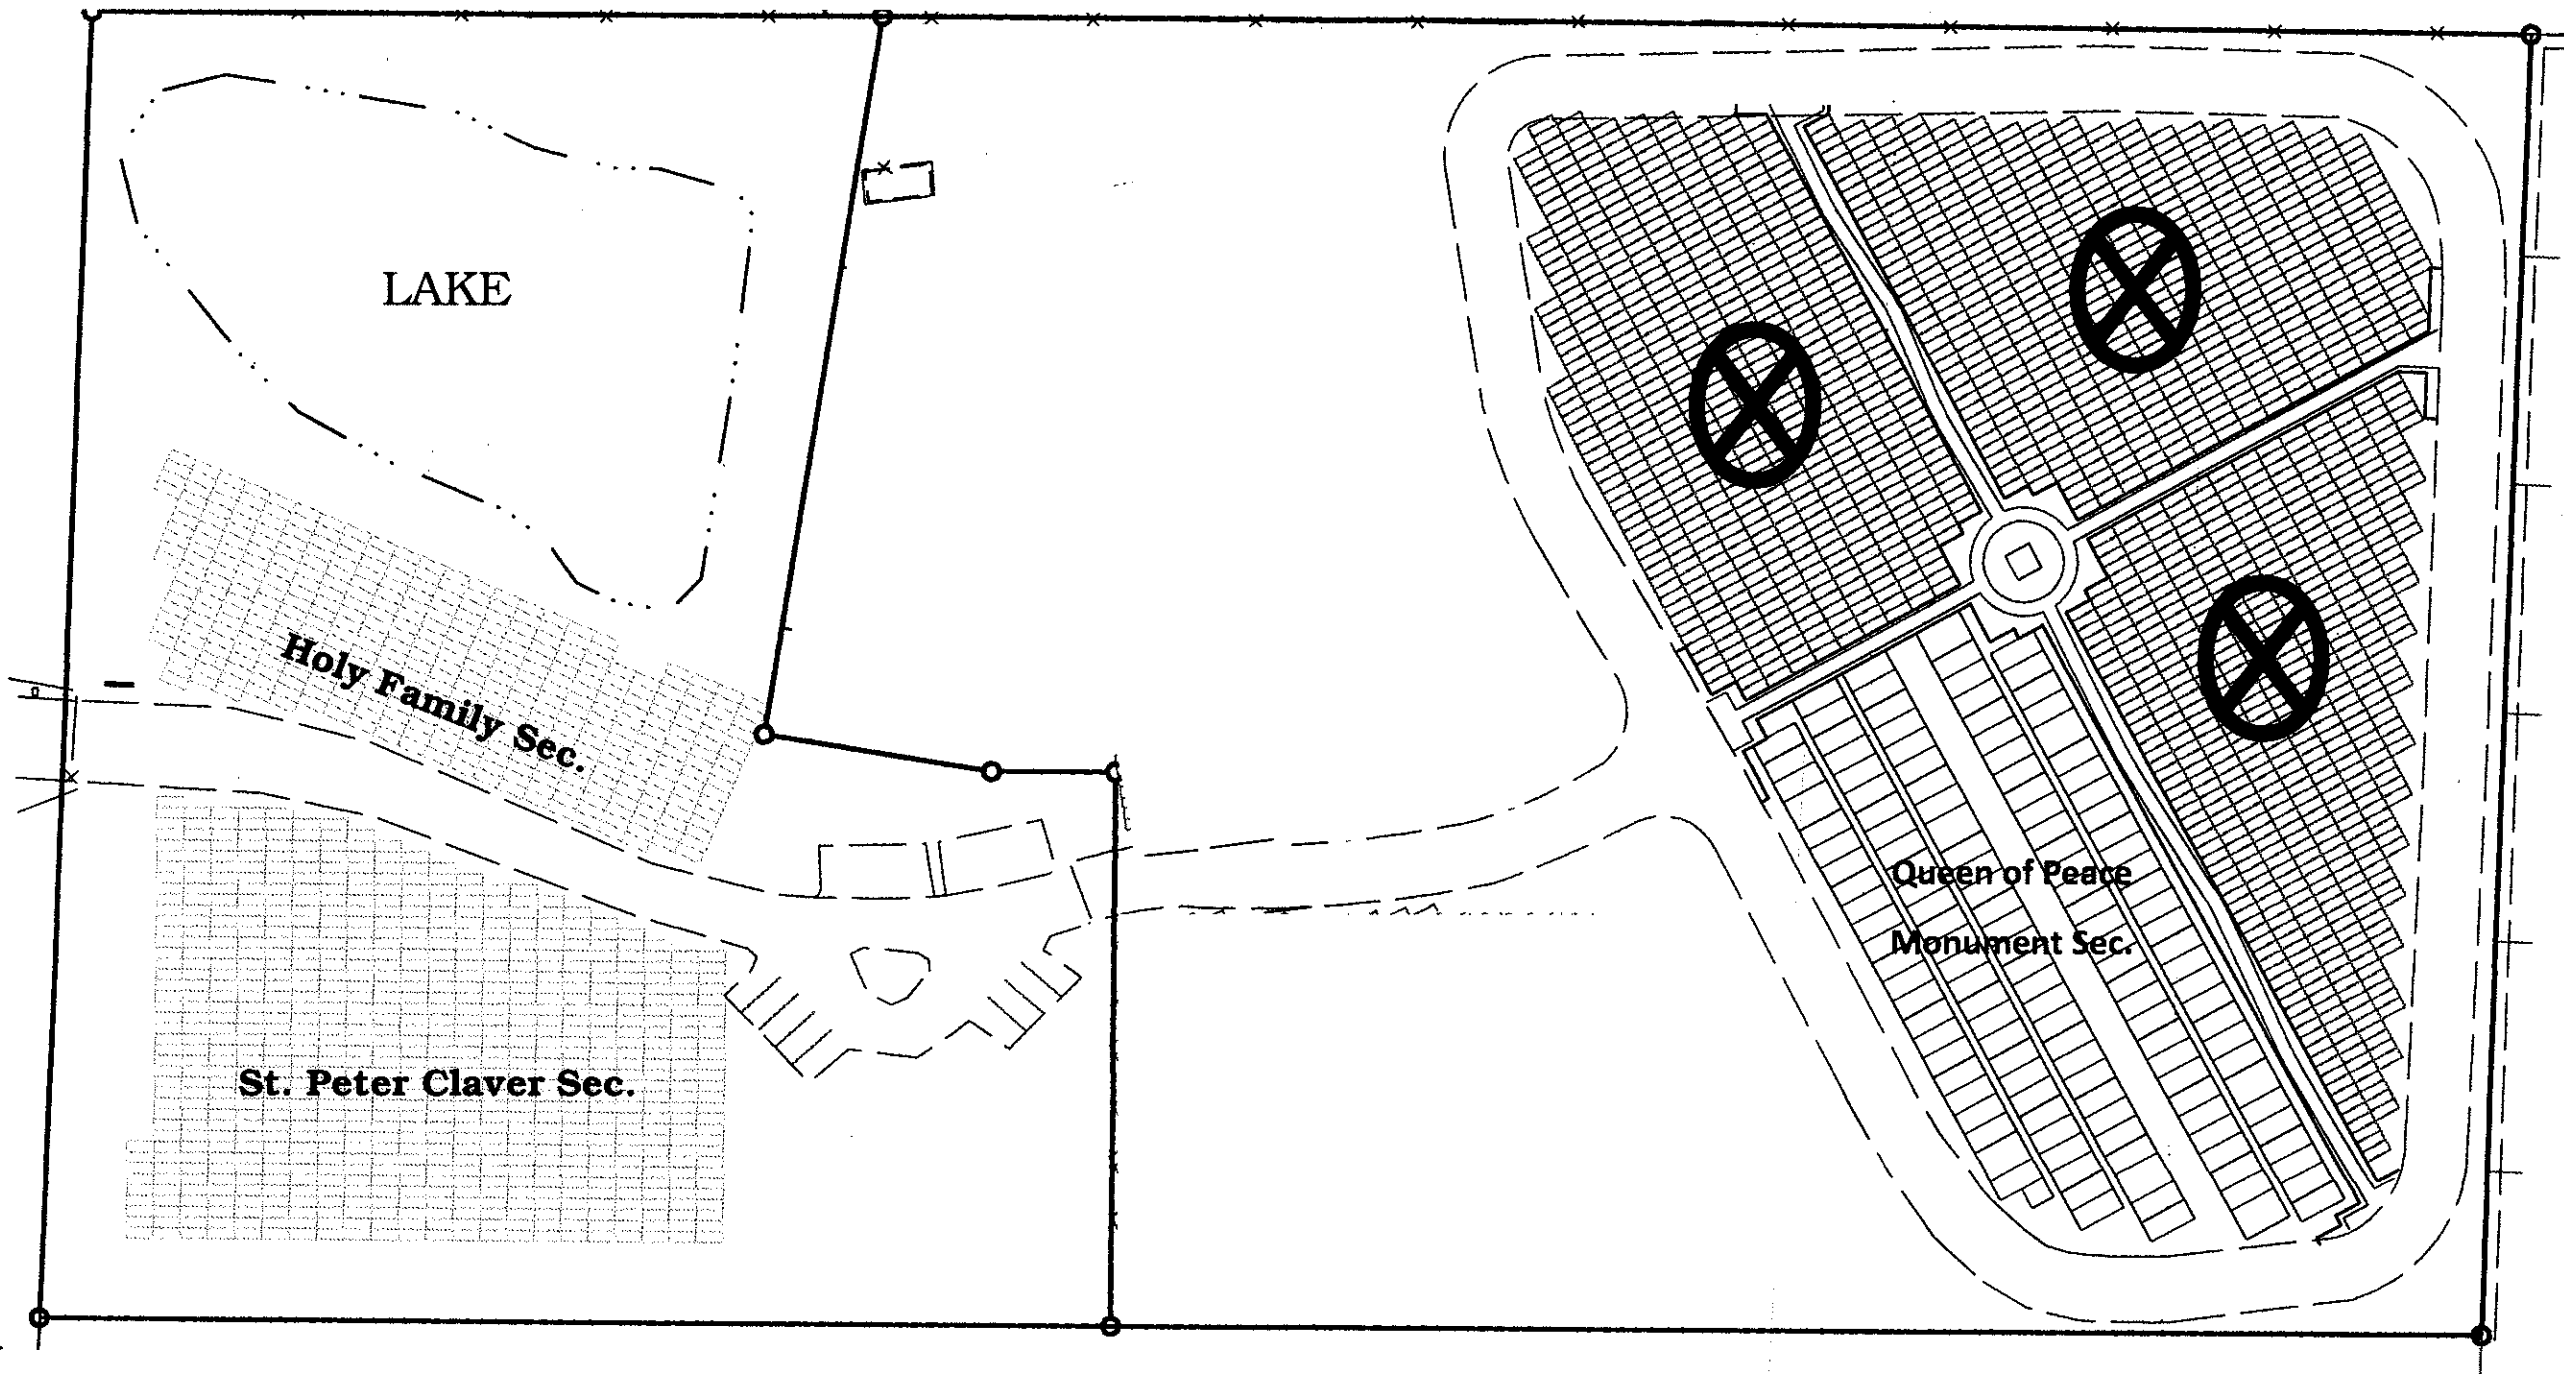 LAKE
Holy Family Sec.
St. Peter Claver Sec.
Queen of Peace
Monument Sec.